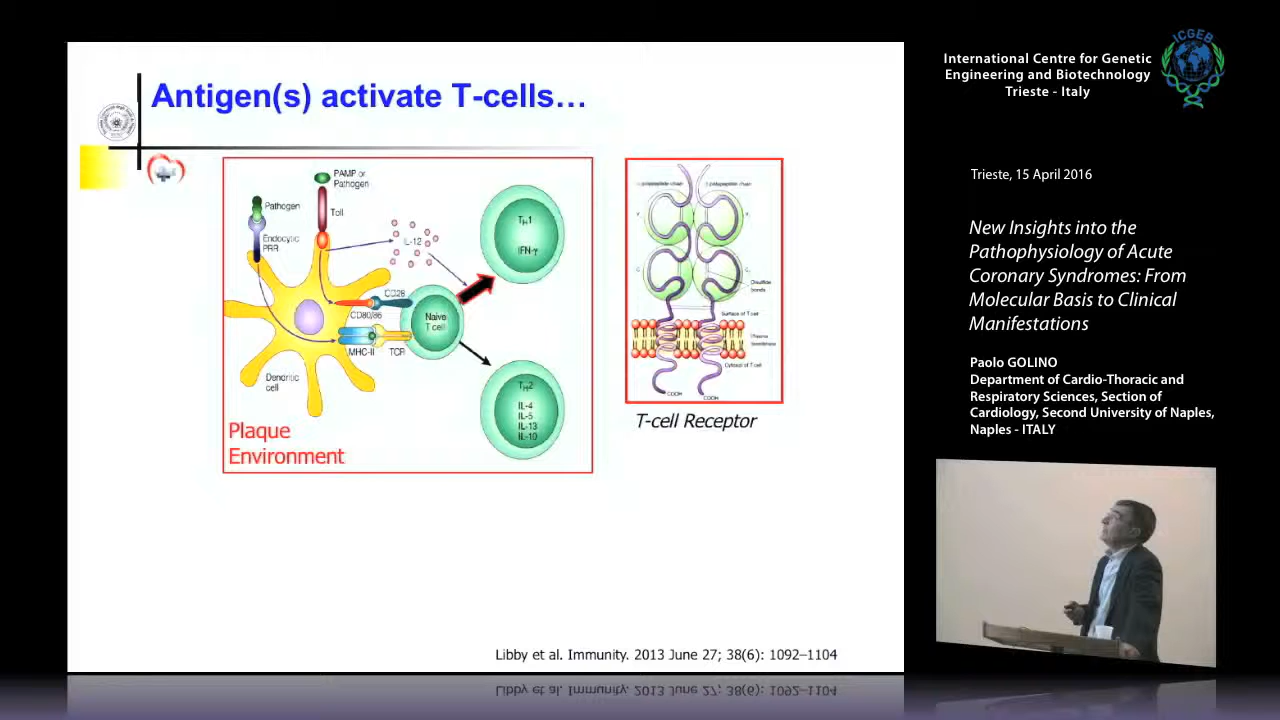 Antigen(s) activate T-cells…
PAMP or
Pathogen
Pathogen
Toll
Endocytic
PRR
IL-12
TH1
IFN-γ
CD28
CD80/86
Naive
T cell
MHC-II
TCR
Dendritic
cell
TH2
IL-4
IL-5
IL-13
IL-10
Plaque
Environment
Disulfide
bonds
Surface of T cell
Plasma
membrane
Cytosol of T cell
COOH
COOH
T-cell Receptor
Libby et al. Immunity. 2013 June 27; 38(6): 1092–1104
International Centre for Genetic
Engineering and Biotechnology
Trieste - Italy
ICGEB
Trieste, 15 April 2016
New Insights into the
Pathophysiology of Acute
Coronary Syndromes: From
Molecular Basis to Clinical
Manifestations
Paolo GOLINO
Department of Cardio-Thoracic and
Respiratory Sciences, Section of
Cardiology, Second University of Naples,
Naples - ITALY